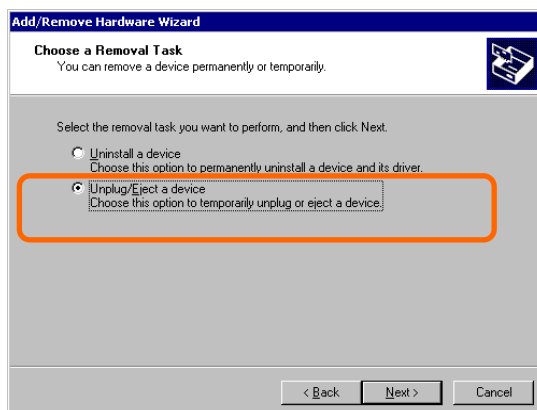 Add/Remove Hardware Wizard
Choose a Removal Task
You can remove a device permanently or temporarily.
Select the removal task you want to perform, and then click Next.
Uninstall a device
Choose this option to permanently uninstall a device and its driver.
Unplug/Eject a device
Choose this option to temporarily unplug or eject a device.
< Back Next > Cancel